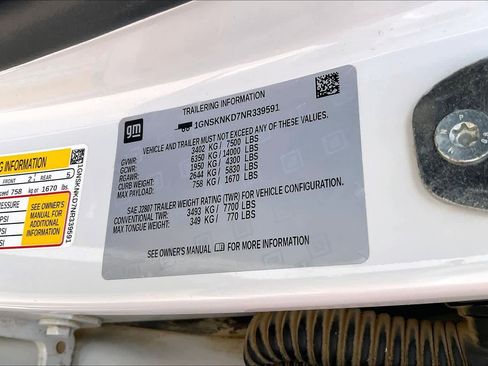 TRAILERING INFORMATION
gm
1GNSKNKD7NR339591
VEHICLE AND TRAILER MUST NOT EXCEED ANY OF THESE VALUES.
GVWR: 3402 KG / 7500 LBS
GCWR: 6350 KG / 14000 LBS
RGAWR: 1950 KG / 4300 LBS
CURB WEIGHT: 2644 KG / 5830 LBS
MAX PAYLOAD: 758 KG / 1670 LBS
SAE J2807 TRAILER WEIGHT RATING (TWR) FOR VEHICLE CONFIGURATION.
CONVENTIONAL TWR: 3493 KG / 7700 LBS
MAX TONGUE WEIGHT: 349 KG / 770 LBS
SEE OWNER'S MANUAL FOR MORE INFORMATION
FRONT 2 REAR 5
758 kg or 1670 lbs.
SEE OWNER'S
MANUAL FOR
ADDITIONAL
INFORMATION
PSI
PSI
1GNSKNKD7NR339591